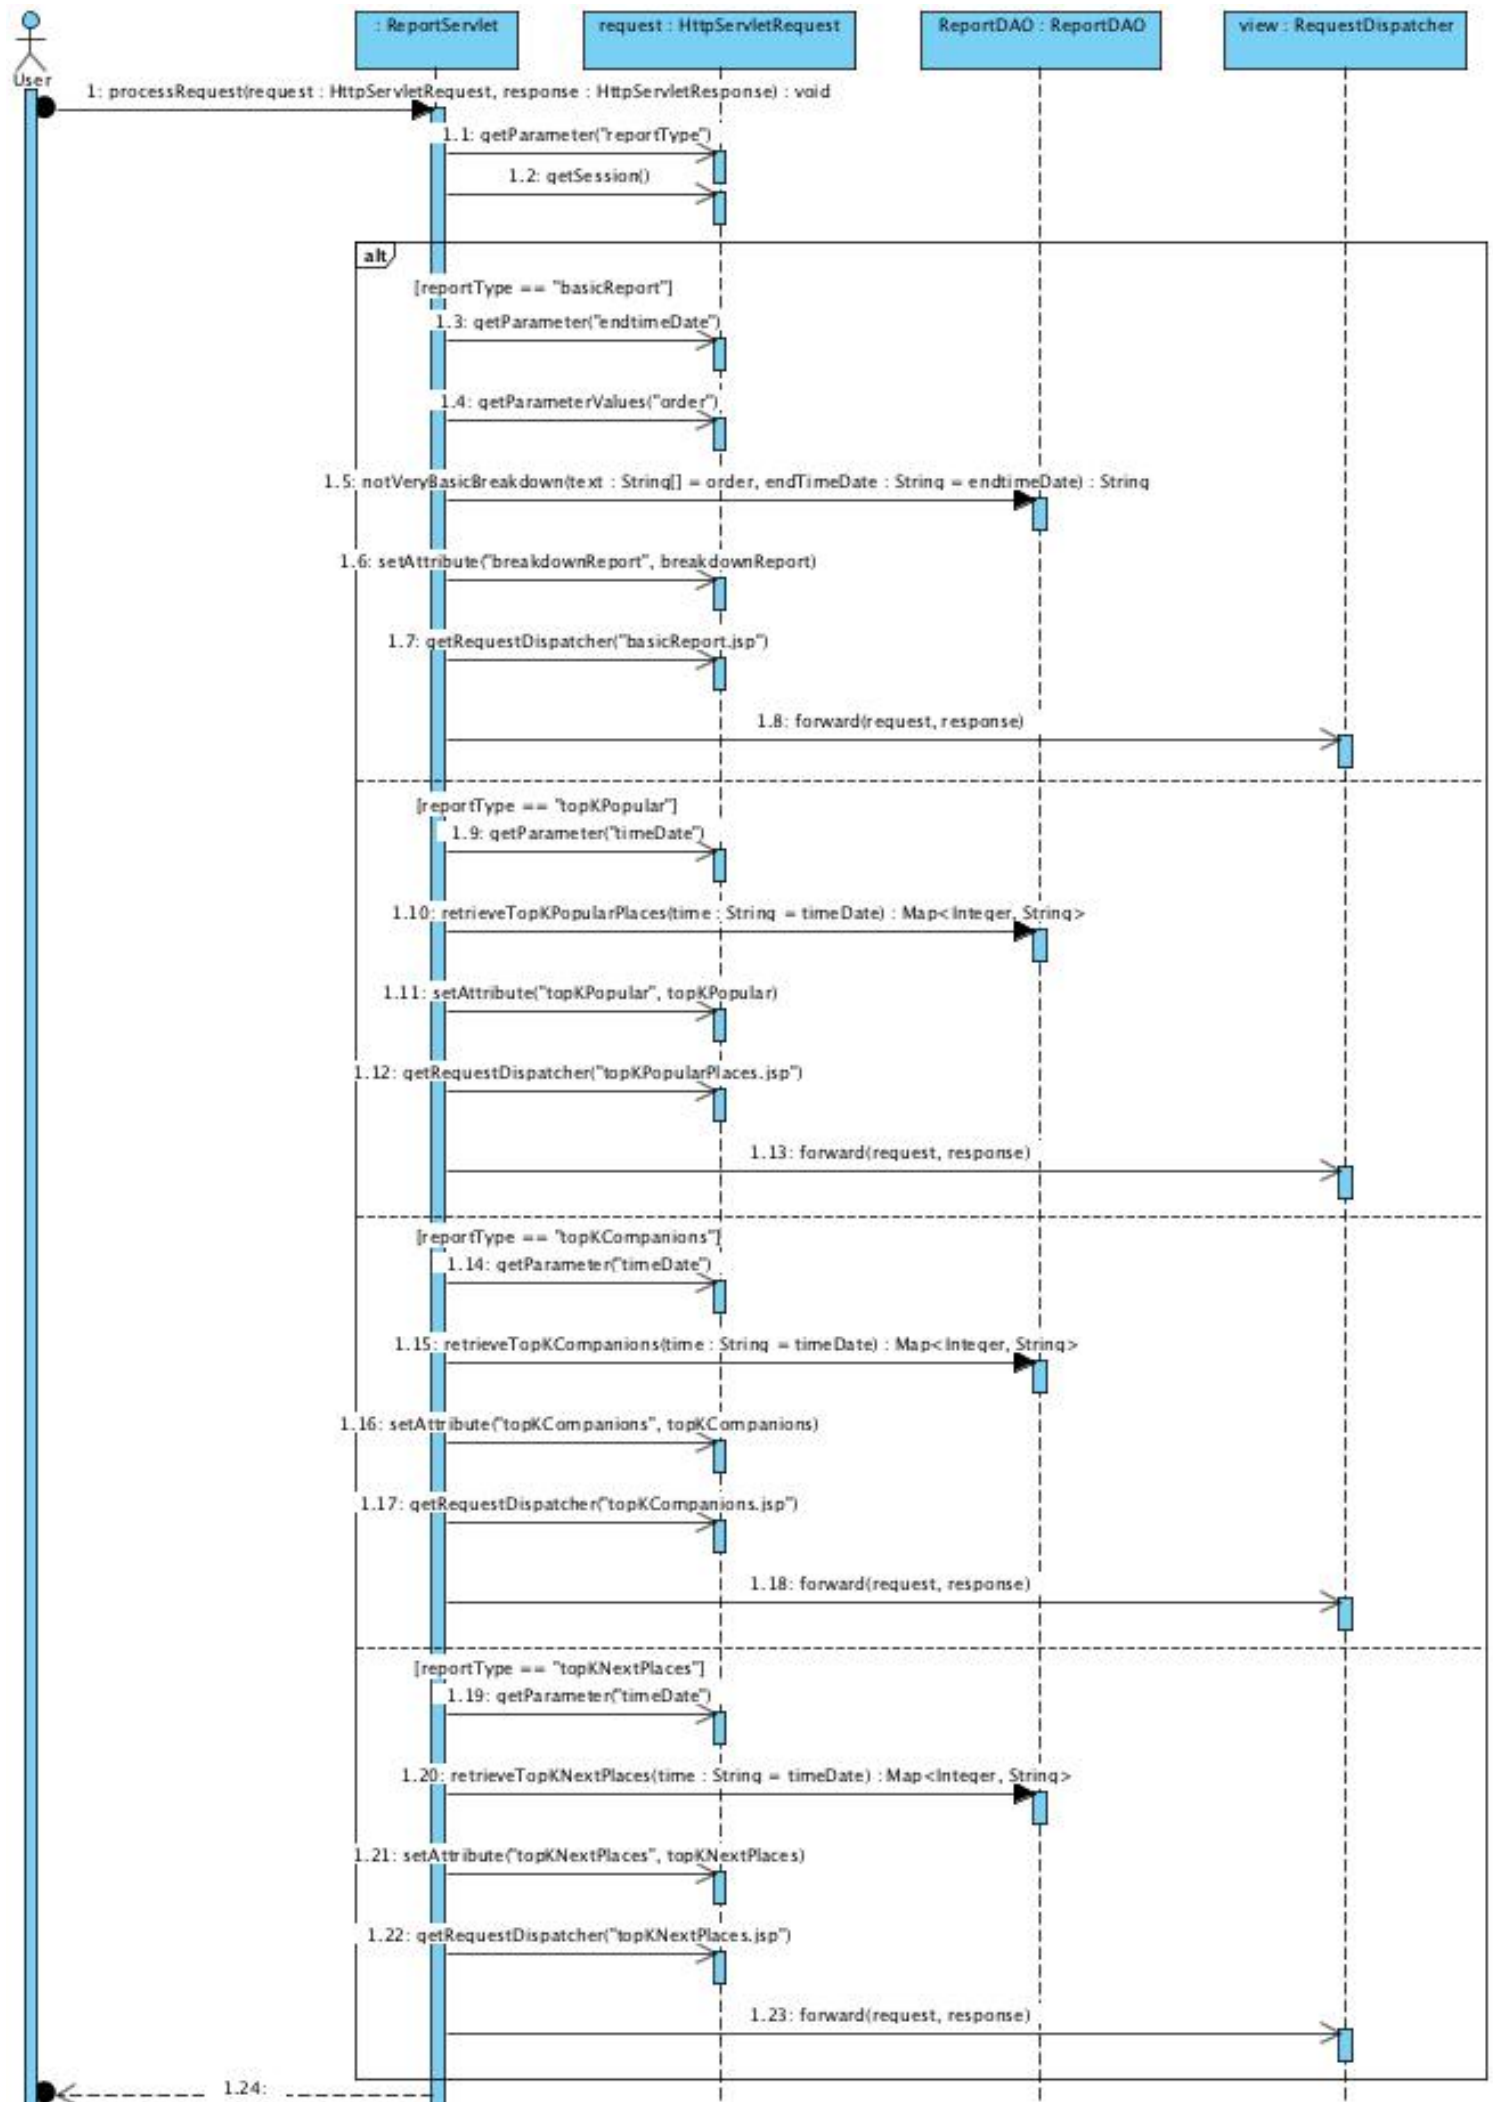 : ReportServlet
request : HttpServletRequest
ReportDAO : ReportDAO
view : RequestDispatcher
User
1: processRequest(request : HttpServletRequest, response : HttpServletResponse) : void
1.1: getParameter("reportType")
1.2: getSession()
alt
[reportType == "basicReport"]
1.3: getParameter("endtimeDate")
1.4: getParameterValues("order")
1.5: notVeryBasicBreakdown(text : String[] = order, endTimeDate : String = endtimeDate) : String
1.6: setAttribute("breakdownReport", breakdownReport)
1.7: getRequestDispatcher("basicReport.jsp")
1.8: forward(request, response)
[reportType == "topKPopular"]
1.9: getParameter("timeDate")
1.10: retrieveTopKPopularPlaces(time : String = timeDate) : Map<Integer, String>
1.11: setAttribute("topKPopular", topKPopular)
1.12: getRequestDispatcher("topKPopularPlaces.jsp")
1.13: forward(request, response)
[reportType == "topKCompanions"]
1.14: getParameter("timeDate")
1.15: retrieveTopKCompanions(time : String = timeDate) : Map<Integer, String>
1.16: setAttribute("topKCompanions", topKCompanions)
1.17: getRequestDispatcher("topKCompanions.jsp")
1.18: forward(request, response)
[reportType == "topKNextPlaces"]
1.19: getParameter("timeDate")
1.20: retrieveTopKNextPlaces(time : String = timeDate) : Map<Integer, String>
1.21: setAttribute("topKNextPlaces", topKNextPlaces)
1.22: getRequestDispatcher("topKNextPlaces.jsp")
1.23: forward(request, response)
1.24: